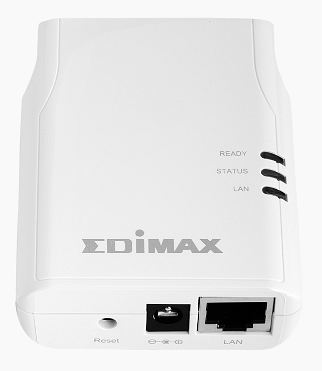 READY
STATUS
LAN
EDIMAX
Reset
LAN